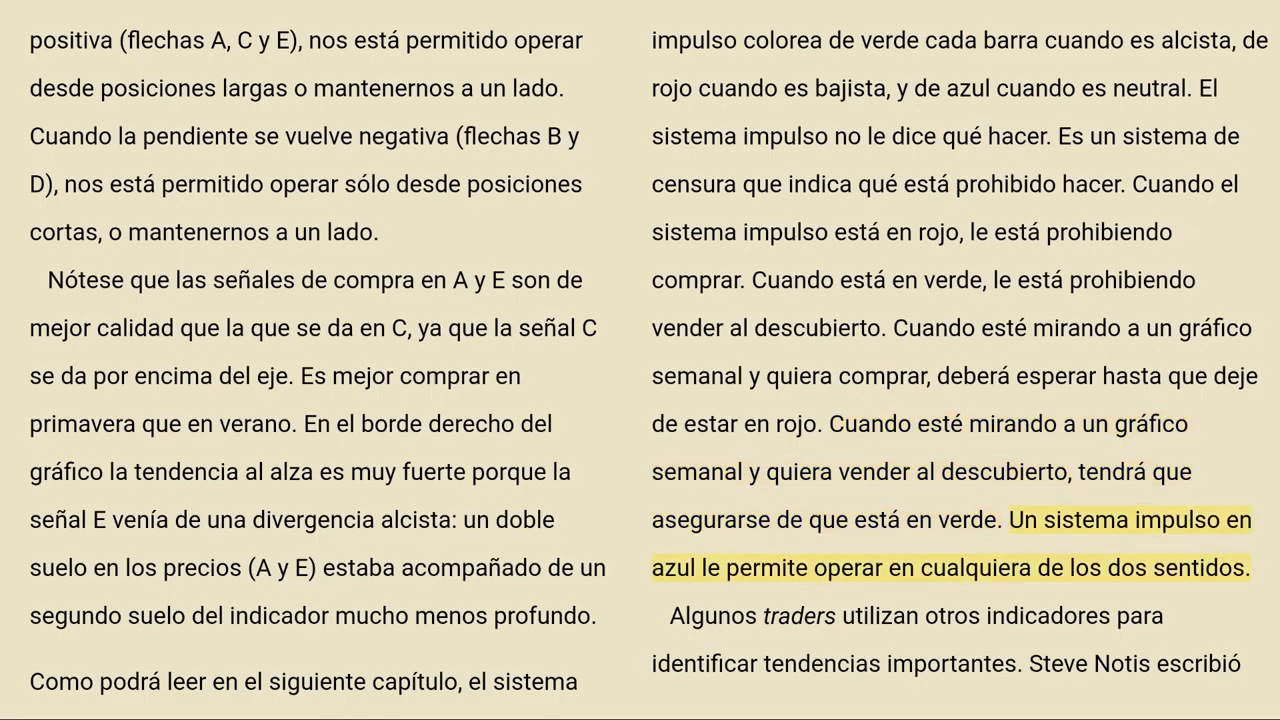 positiva (flechas A, C y E), nos está permitido operar
desde posiciones largas o mantenernos a un lado.
Cuando la pendiente se vuelve negativa (flechas B y
D), nos está permitido operar sólo desde posiciones
cortas, o mantenernos a un lado.
Nótese que las señales de compra en A y E son de
mejor calidad que la que se da en C, ya que la señal C
se da por encima del eje. Es mejor comprar en
primavera que en verano. En el borde derecho del
gráfico la tendencia al alza es muy fuerte porque la
señal E venía de una divergencia alcista: un doble
suelo en los precios (A y E) estaba acompañado de un
segundo suelo del indicador mucho menos profundo.
Como podrá leer en el siguiente capítulo, el sistema
impulso colorea de verde cada barra cuando es alcista, de
rojo cuando es bajista, y de azul cuando es neutral. El
sistema impulso no le dice qué hacer. Es un sistema de
censura que indica qué está prohibido hacer. Cuando el
sistema impulso está en rojo, le está prohibiendo
comprar. Cuando está en verde, le está prohibiendo
vender al descubierto. Cuando esté mirando a un gráfico
semanal y quiera comprar, deberá esperar hasta que deje
de estar en rojo. Cuando esté mirando a un gráfico
semanal y quiera vender al descubierto, tendrá que
asegurarse de que está en verde. Un sistema impulso en
azul le permite operar en cualquiera de los dos sentidos.
Algunos traders utilizan otros indicadores para
identificar tendencias importantes. Steve Notis escribió